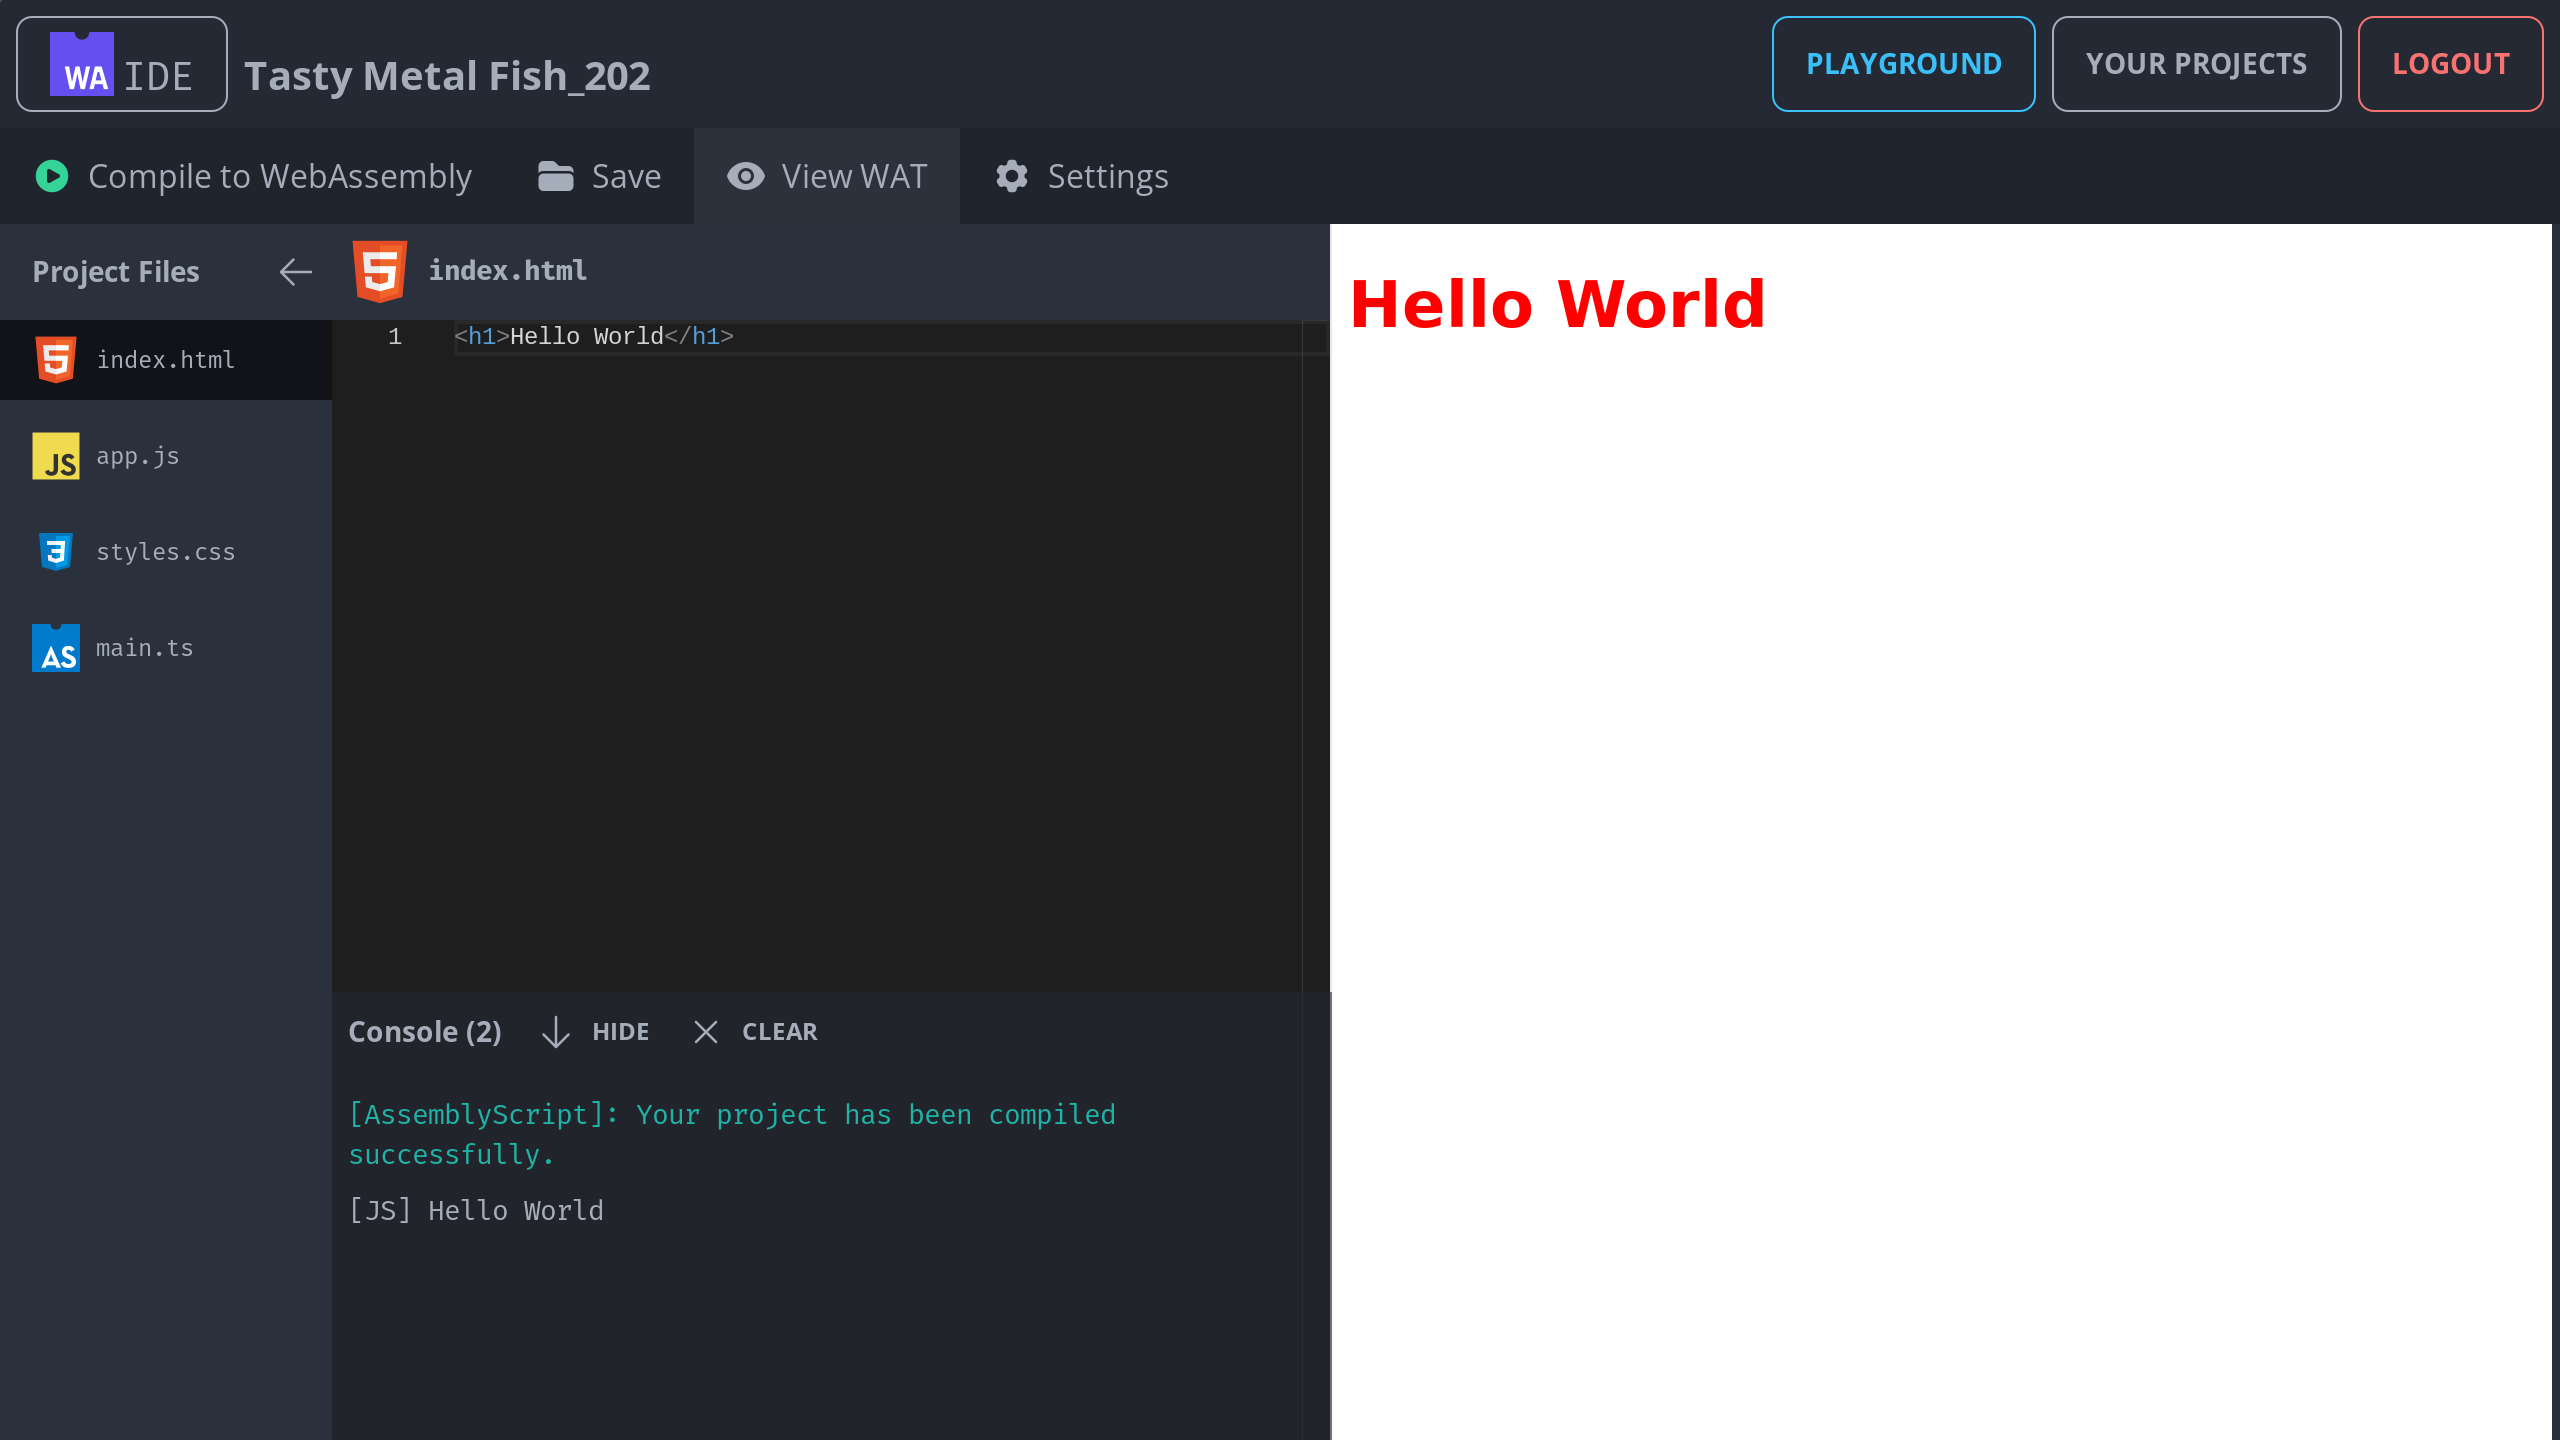 WA IDE Tasty Metal Fish_202 PLAYGROUND YOUR PROJECTS LOGOUT
Compile to WebAssembly Save View WAT Settings
Project Files index.html
index.html
JS app.js
styles.css
AS main.ts
1 <h1>Hello World</h1>
Console (2) HIDE CLEAR
[AssemblyScript]: Your project has been compiled
successfully.
[JS] Hello World
Hello World